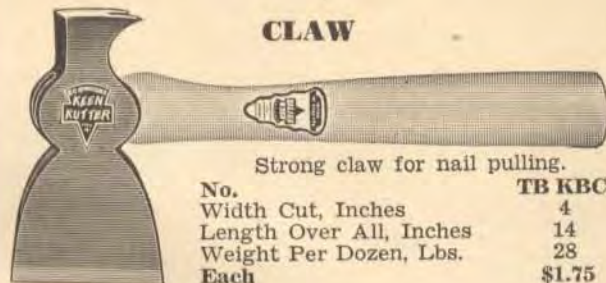 CLAW
KEEN
KUTTER
Strong claw for nail pulling.
No. TB KBC
Width Cut, Inches 4
Length Over All, Inches 14
Weight Per Dozen, Lbs. 28
Each $1.75